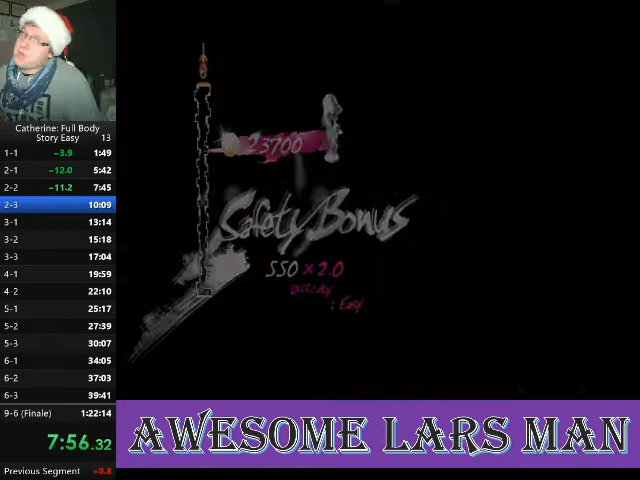 Catherine: Full Body
Story Easy 13
1-1 -3.9 1:49
2-1 -12.0 5:42
2-2 -11.2 7:45
2-3 10:09
3-1 13:14
3-2 15:18
3-3 17:04
4-1 19:59
4-2 22:10
5-1 25:17
5-2 27:39
5-3 30:07
6-1 34:05
6-2 37:03
6-3 39:41
9-6 (Finale) 1:22:14
7:56.32
Previous Segment +0.8
23700
Safety Bonus
550 x 2.0
Difficulty
: Easy
AWESOME LARS MAN